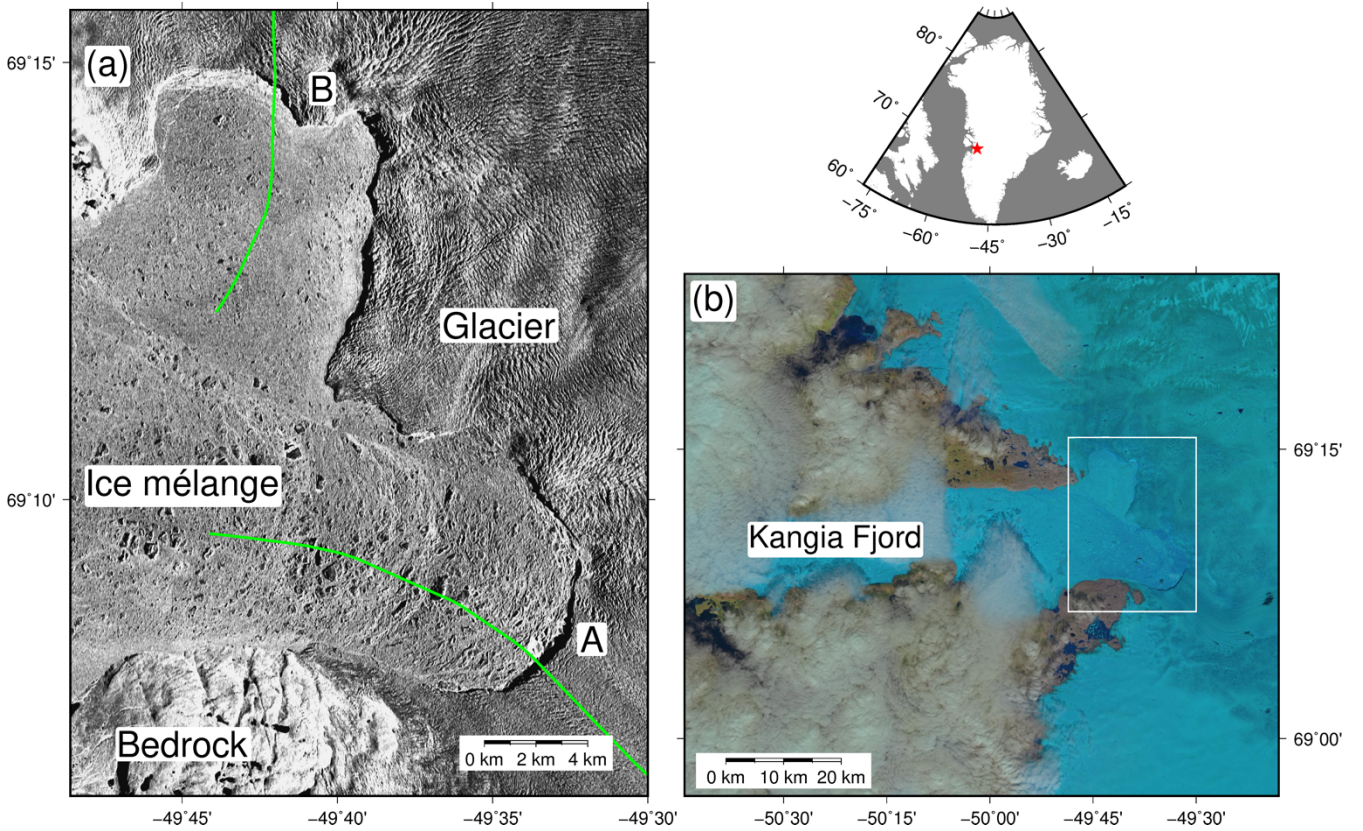 (a)
B
Glacier
Ice mélange
A
Bedrock
0 km 2 km 4 km
69°15'
69°10'
−49°45' −49°40' −49°35' −49°30'
80°
70°
60°
−75°
−60°
−45°
−30°
−15°
(b)
Kangia Fjord
0 km 10 km 20 km
69°15'
69°00'
−50°30' −50°15' −50°00' −49°45' −49°30'